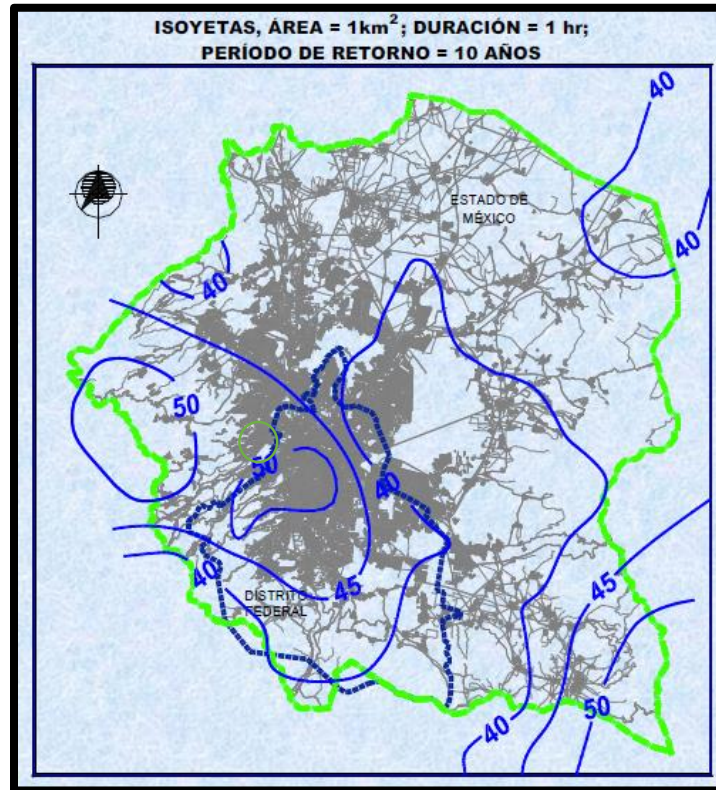 ISOYETAS, ÁREA = 1km²; DURACIÓN = 1 hr;
PERÍODO DE RETORNO = 10 AÑOS
40
ESTADO DE
MÉXICO
40
40
50
50
40
40
45
45
DISTRITO
FEDERAL
50
40